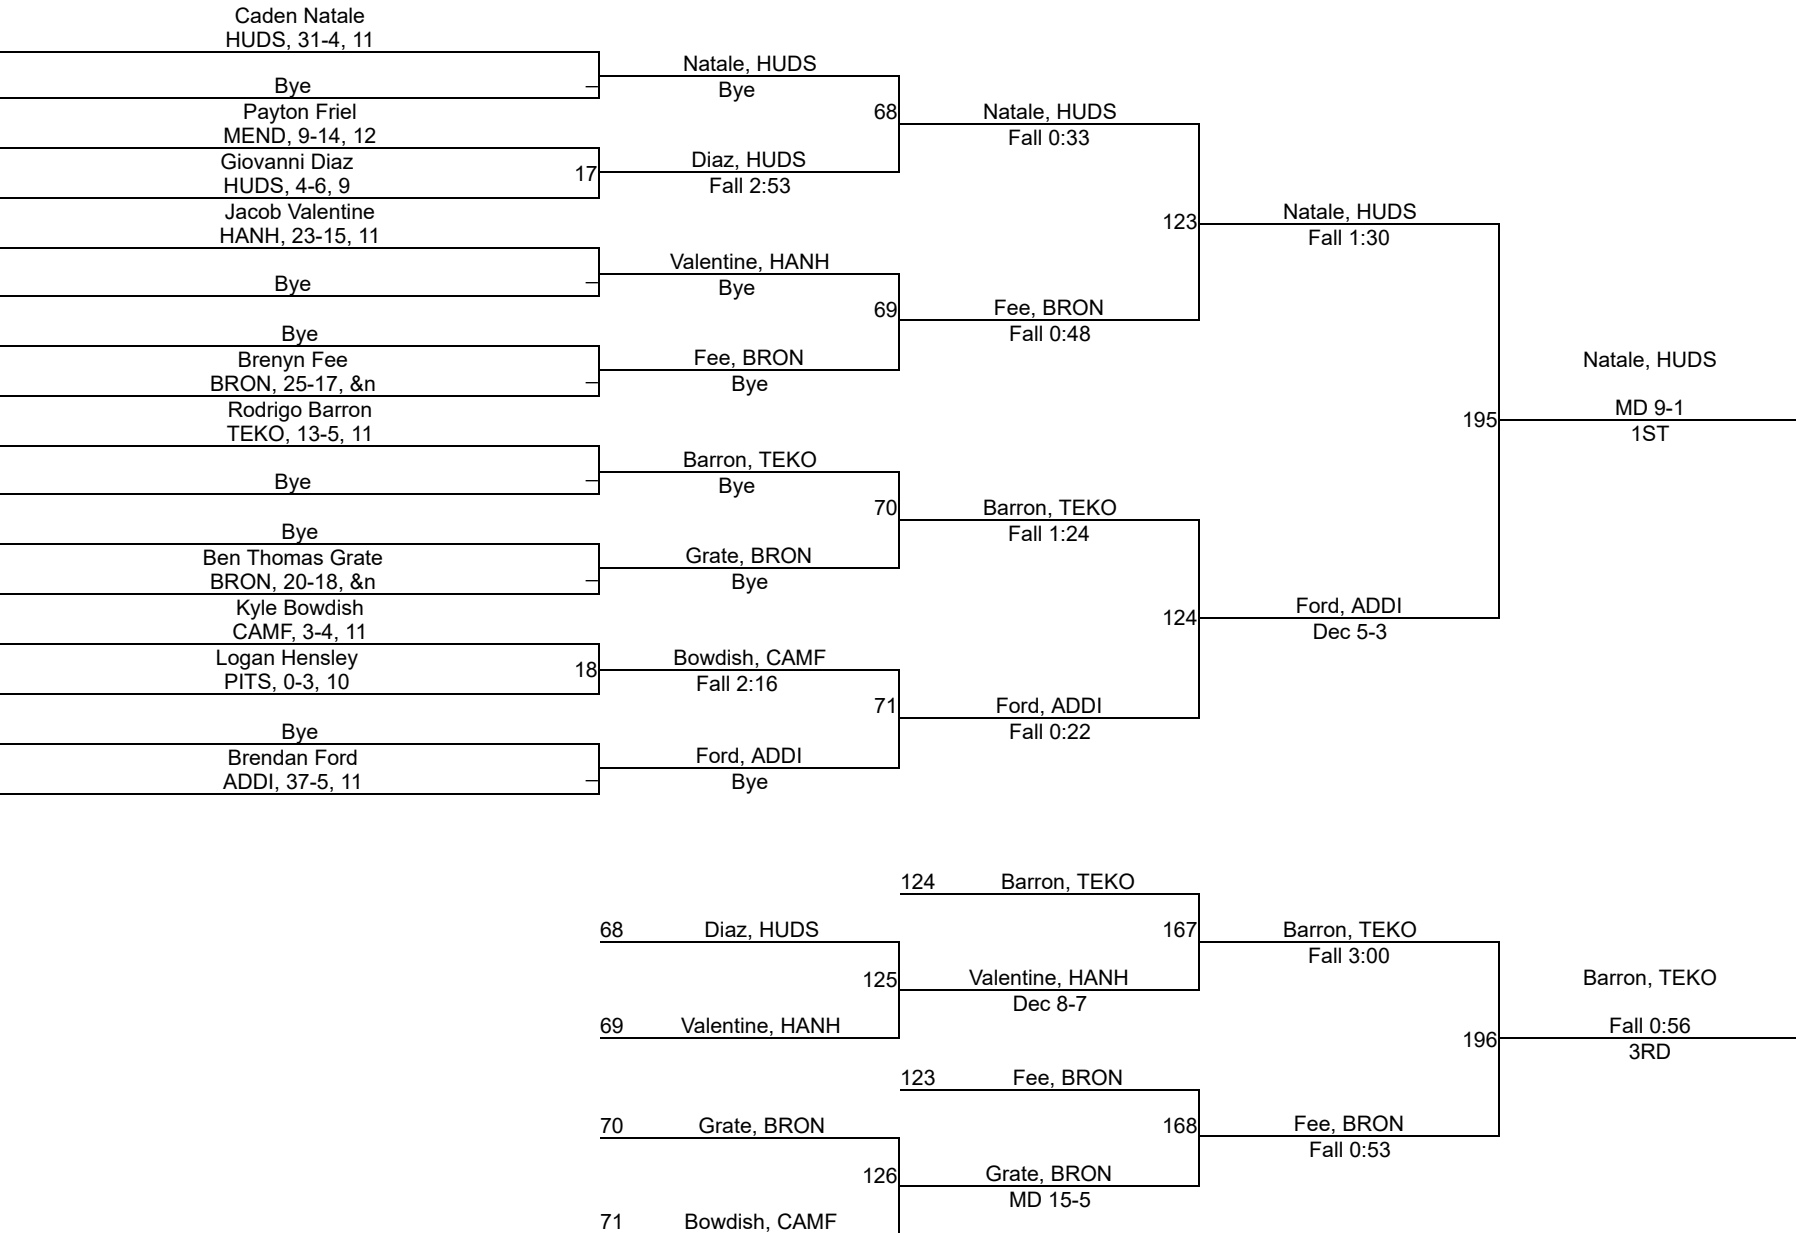 Caden Natale
HUDS, 31-4, 11
Bye
Payton Friel
MEND, 9-14, 12
Giovanni Diaz
HUDS, 4-6, 9
17
Jacob Valentine
HANH, 23-15, 11
Bye
Bye
Brenyn Fee
BRON, 25-17, &n
Rodrigo Barron
TEKO, 13-5, 11
Bye
Bye
Ben Thomas Grate
BRON, 20-18, &n
Kyle Bowdish
CAMF, 3-4, 11
Logan Hensley
PITS, 0-3, 10
18
Bye
Brendan Ford
ADDI, 37-5, 11
Natale, HUDS
Bye
68
Diaz, HUDS
Fall 2:53
Valentine, HANH
Bye
69
Fee, BRON
Bye
Barron, TEKO
Bye
70
Grate, BRON
Bye
Bowdish, CAMF
Fall 2:16
71
Ford, ADDI
Bye
Natale, HUDS
Fall 0:33
123
Fee, BRON
Fall 0:48
Barron, TEKO
Fall 1:24
124
Ford, ADDI
Fall 0:22
Natale, HUDS
Fall 1:30
195
Ford, ADDI
Dec 5-3
Natale, HUDS
MD 9-1
1ST
68 Diaz, HUDS
125
69 Valentine, HANH
70 Grate, BRON
126
71 Bowdish, CAMF
124 Barron, TEKO
167
Valentine, HANH
Dec 8-7
123 Fee, BRON
168
Grate, BRON
MD 15-5
Barron, TEKO
Fall 3:00
196
Fee, BRON
Fall 0:53
Barron, TEKO
Fall 0:56
3RD